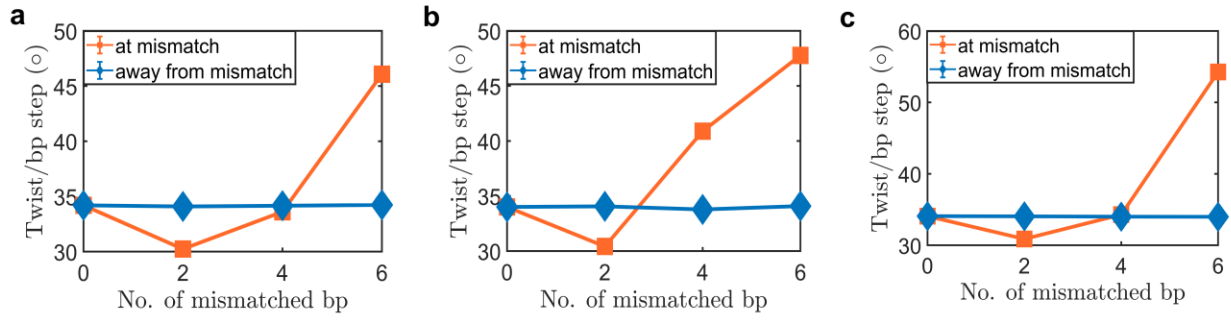 a
50
45
40
35
30
Twist/bp step (○)
at mismatch
away from mismatch
0 2 4 6
No. of mismatched bp
b
50
45
40
35
30
Twist/bp step (○)
at mismatch
away from mismatch
0 2 4 6
No. of mismatched bp
c
60
50
40
30
Twist/bp step (○)
at mismatch
away from mismatch
0 2 4 6
No. of mismatched bp